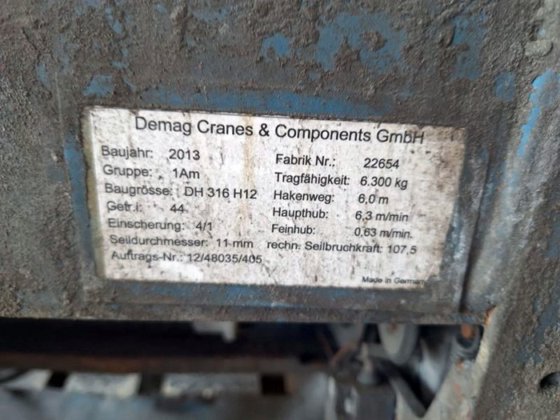 Demag Cranes & Components GmbH
Baujahr: 2013 Fabrik Nr.: 22654
Gruppe: 1Am Tragfähigkeit: 6.300 kg
Baugrösse: DH 316 H12 Hakenweg: 6,0 m
Getr.i: 44 Haupthub: 6,3 m/min
Einscherung: 4/1 Feinhub: 0,63 m/min.
Seildurchmesser: 11 mm rechn. Seilbruchkraft: 107,5
Auftrags-Nr.: 12/48035/405
Made in Germany